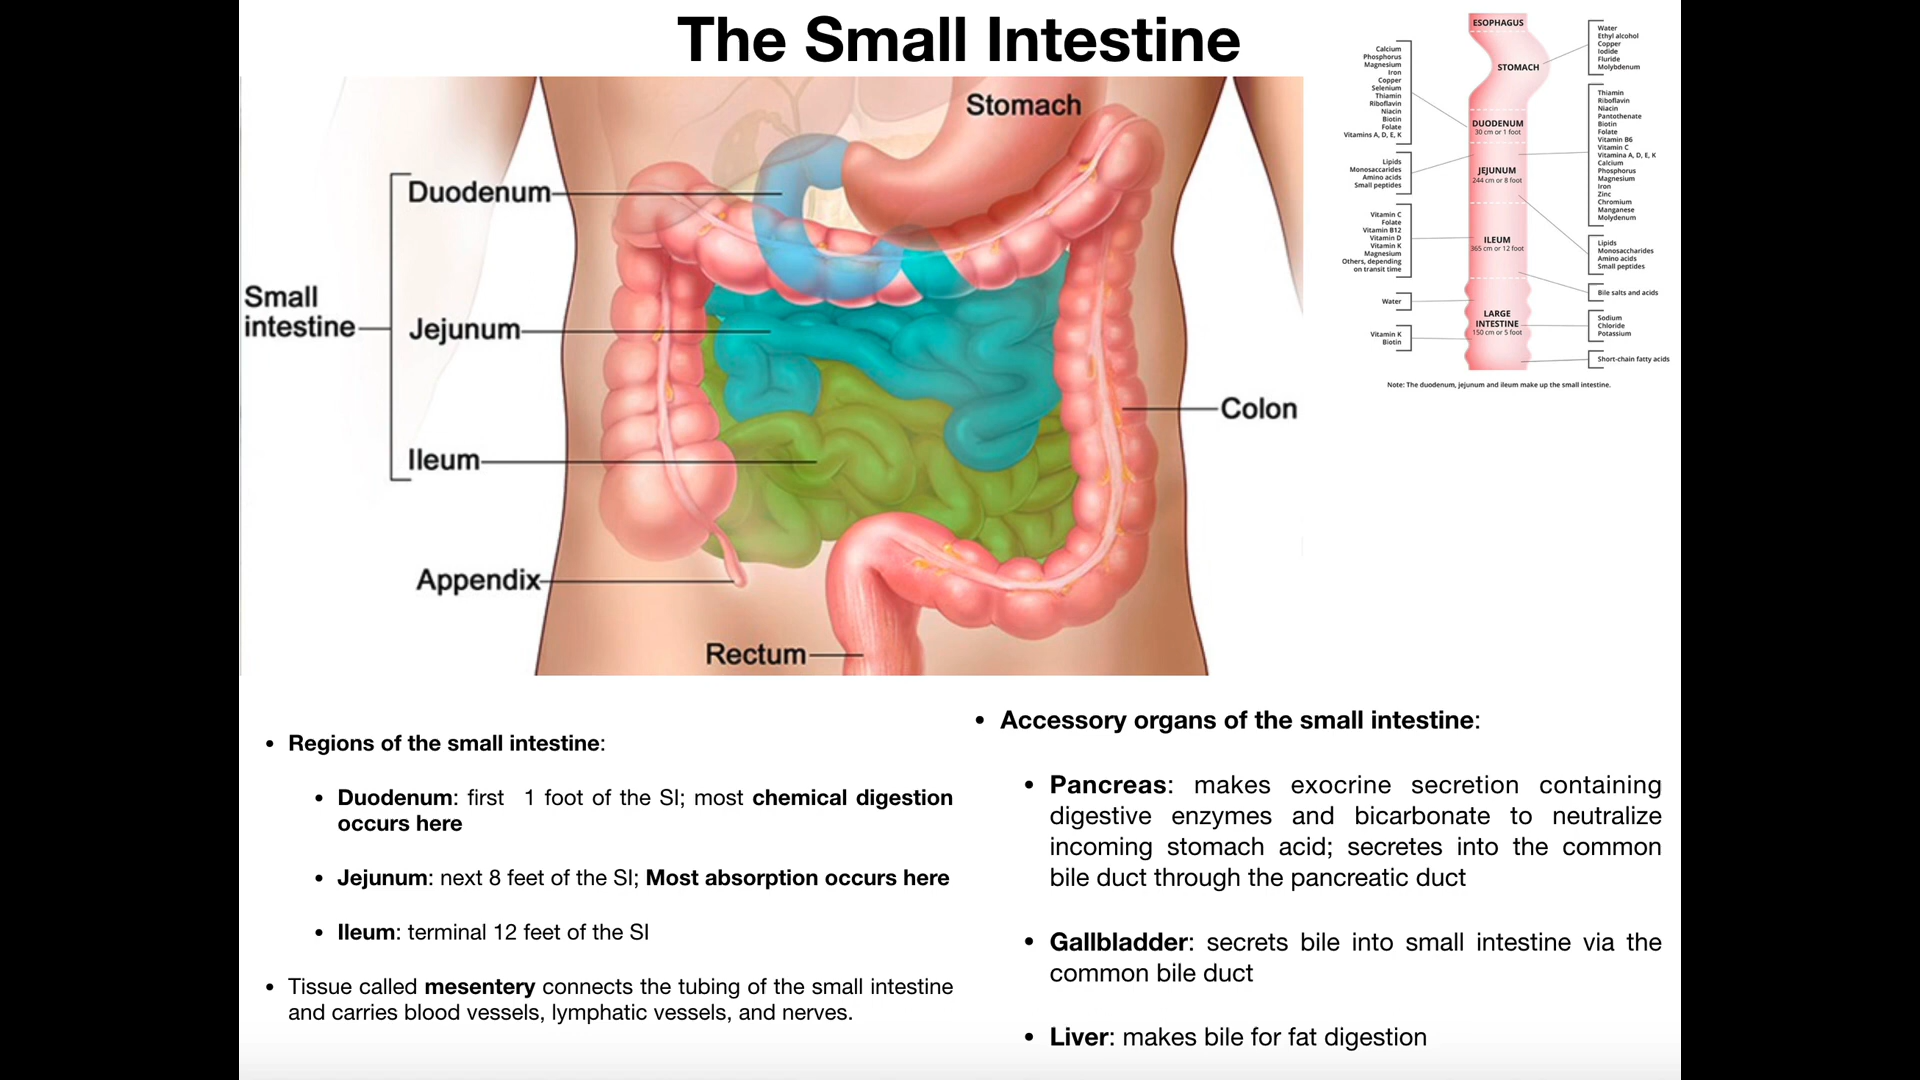 The Small Intestine
Stomach
Duodenum
Small
intestine
Jejunum
Ileum
Colon
Appendix
Rectum
ESOPHAGUS
STOMACH
DUODENUM
30 cm or 1 foot
JEJUNUM
244 cm or 8 foot
ILEUM
365 cm or 12 foot
LARGE
INTESTINE
150 cm or 5 foot
Calcium
Phosphorus
Magnesium
Iron
Copper
Selenium
Thiamin
Riboflavin
Niacin
Biotin
Folate
Vitamins A, D, E, K
Lipids
Monosaccarides
Amino acids
Small peptides
Vitamin C
Folate
Vitamin B12
Vitamin D
Vitamin K
Magnesium
Others, depending
on transit time
Water
Vitamin K
Biotin
Water
Ethyl alcohol
Copper
Iodide
Fluride
Molybdenum
Thiamin
Riboflavin
Niacin
Pantothenate
Biotin
Folate
Vitamin B6
Vitamin C
Vitamina A, D, E, K
Calcium
Phosphorus
Magnesium
Iron
Zinc
Chromium
Manganese
Molydenum
Lipids
Monosaccharides
Amino acids
Small peptides
Bile salts and acids
Sodium
Chloride
Potassium
Short-chain fatty acids
Note: The duodenum, jejunum and ileum make up the small intestine.
• Regions of the small intestine:
• Duodenum: first 1 foot of the SI; most chemical digestion
occurs here
• Jejunum: next 8 feet of the SI; Most absorption occurs here
• Ileum: terminal 12 feet of the SI
• Tissue called mesentery connects the tubing of the small intestine
and carries blood vessels, lymphatic vessels, and nerves.
• Accessory organs of the small intestine:
• Pancreas: makes exocrine secretion containing
digestive enzymes and bicarbonate to neutralize
incoming stomach acid; secretes into the common
bile duct through the pancreatic duct
• Gallbladder: secrets bile into small intestine via the
common bile duct
• Liver: makes bile for fat digestion